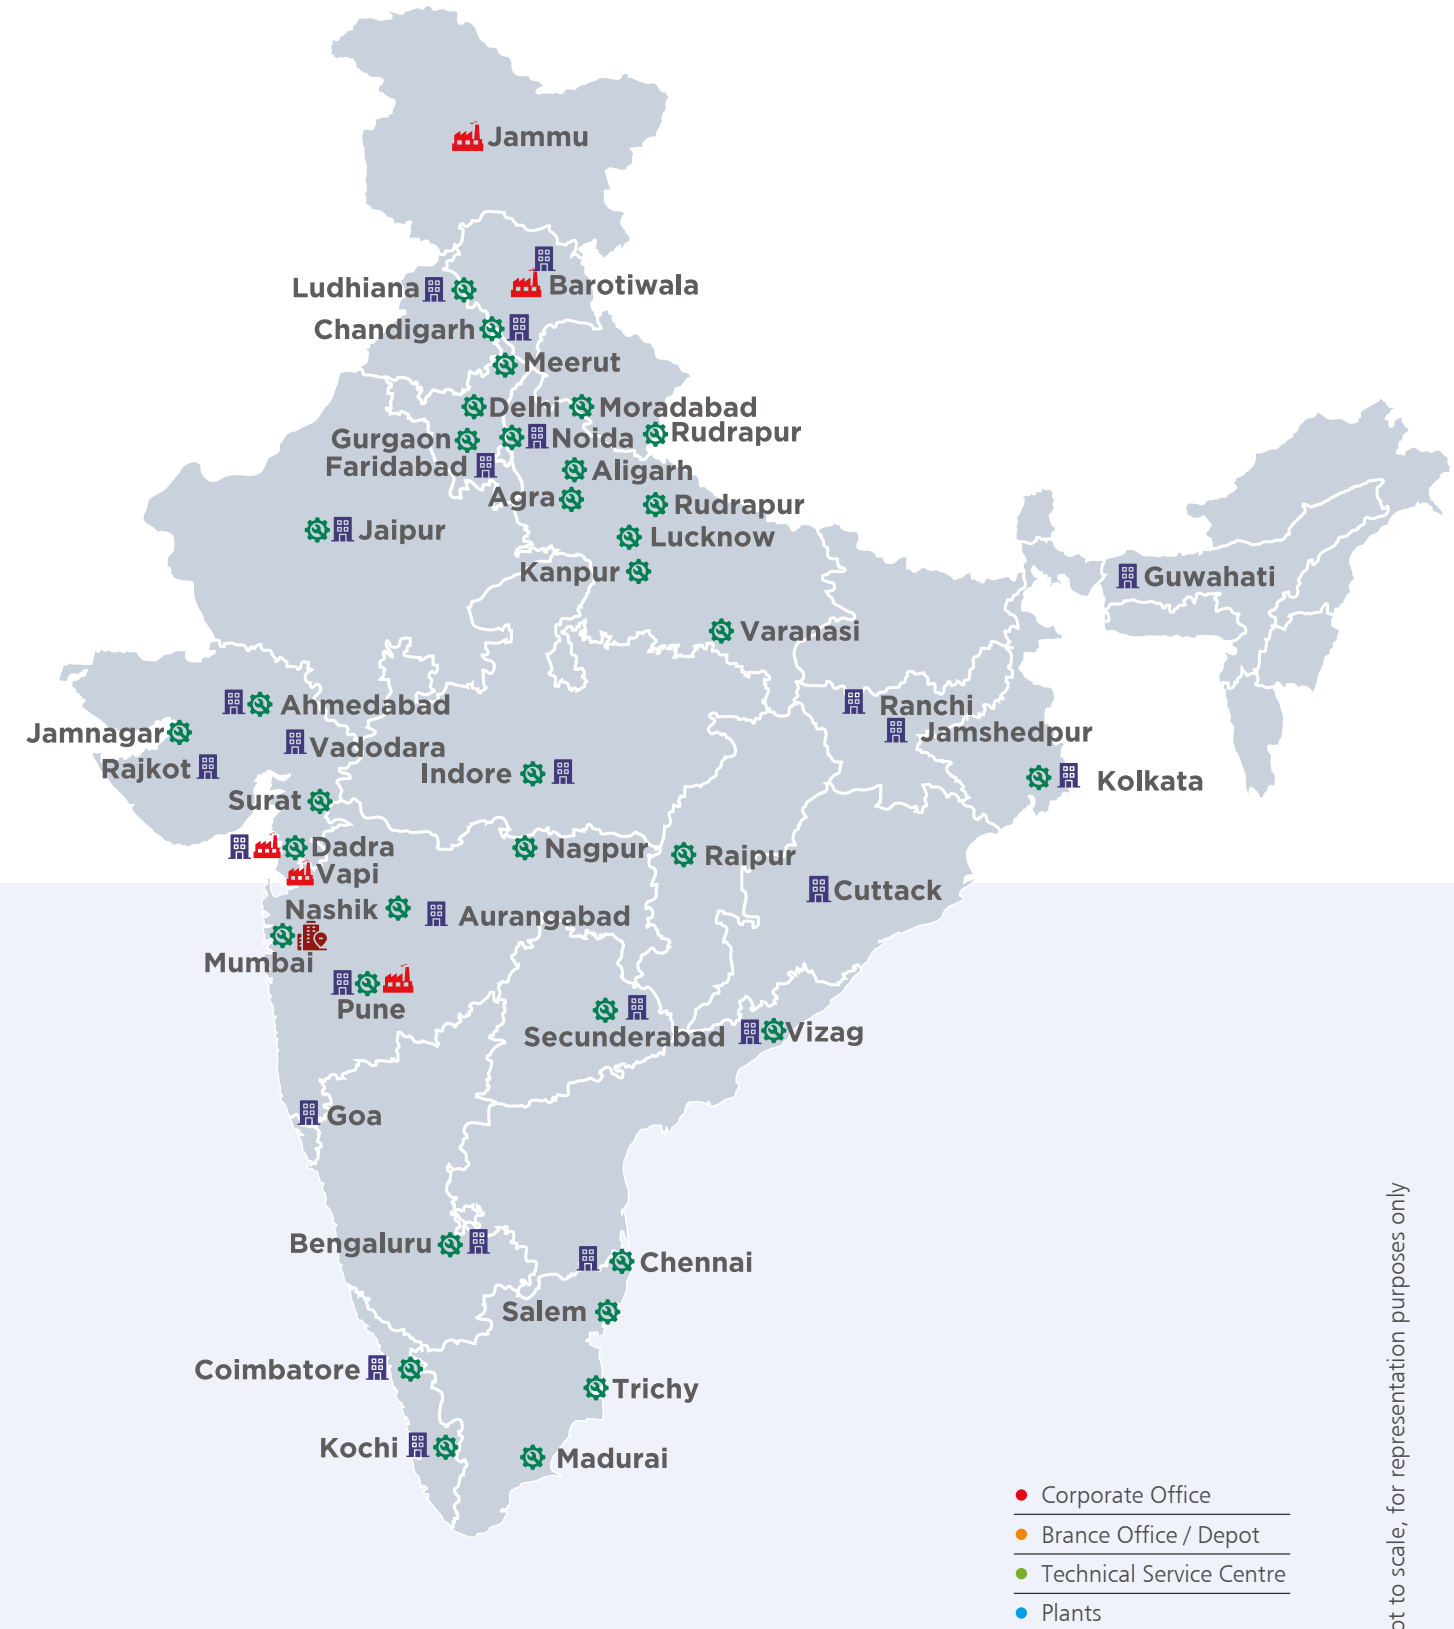 Jammu
Barotiwala
Ludhiana
Chandigarh
Meerut
Delhi
Moradabad
Gurgaon
Noida
Rudrapur
Faridabad
Aligarh
Agra
Rudrapur
Jaipur
Lucknow
Kanpur
Guwahati
Varanasi
Ahmedabad
Ranchi
Jamnagar
Jamshedpur
Vadodara
Rajkot
Indore
Kolkata
Surat
Dadra
Nagpur
Raipur
Vapi
Cuttack
Nashik
Aurangabad
Mumbai
Pune
Secunderabad
Vizag
Goa
Bengaluru
Chennai
Salem
Coimbatore
Trichy
Kochi
Madurai
Corporate Office
Brance Office / Depot
Technical Service Centre
Plants
to scale, for representation purposes only